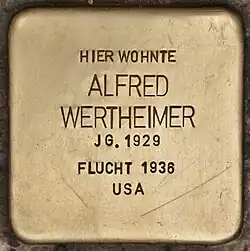 HIER WOHNTE
ALFRED
WERTHEIMER
JG. 1929
FLUCHT 1936
USA